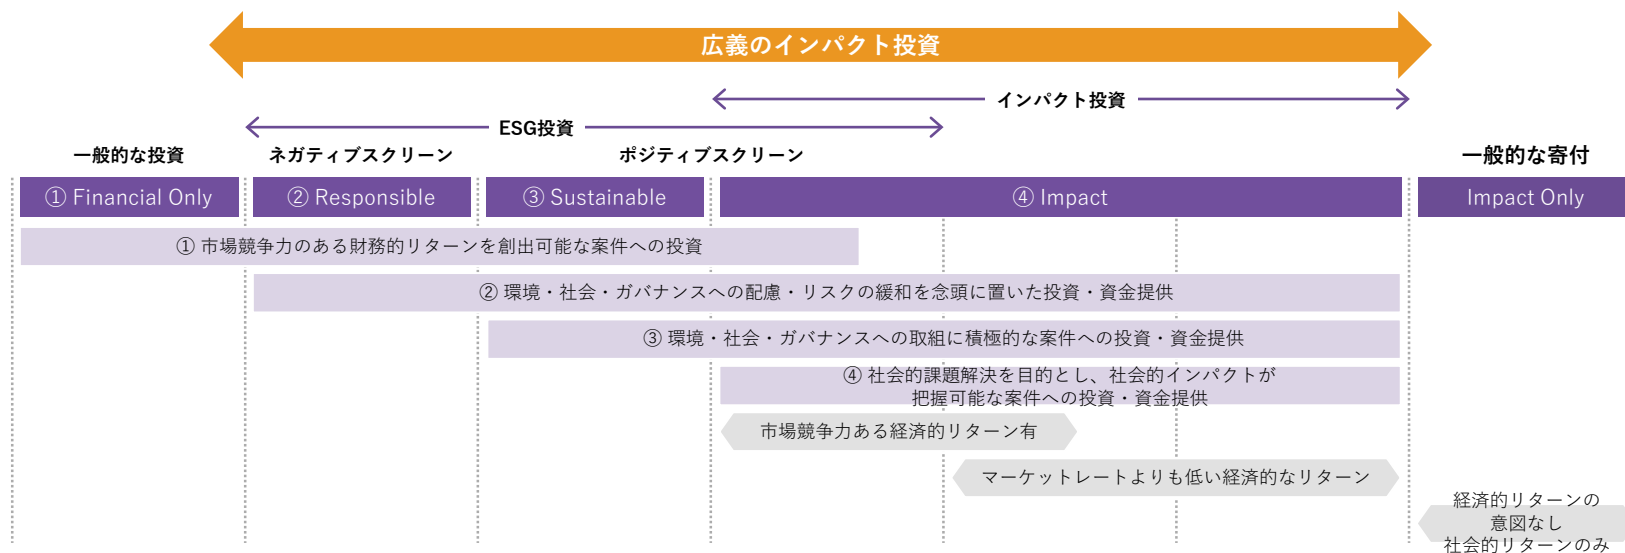 広義のインパクト投資
インパクト投資
ESG投資
一般的な投資
ネガティブスクリーン
ポジティブスクリーン
一般的な寄付
① Financial Only
② Responsible
③ Sustainable
④ Impact
Impact Only
① 市場競争力のある財務的リターンを創出可能な案件への投資
② 環境・社会・ガバナンスへの配慮・リスクの緩和を念頭に置いた投資・資金提供
③ 環境・社会・ガバナンスへの取組に積極的な案件への投資・資金提供
④ 社会的課題解決を目的とし、社会的インパクトが
把握可能な案件への投資・資金提供
市場競争力ある経済的リターン有
マーケットレートよりも低い経済的なリターン
経済的リターンの
意図なし
社会的リターンのみ